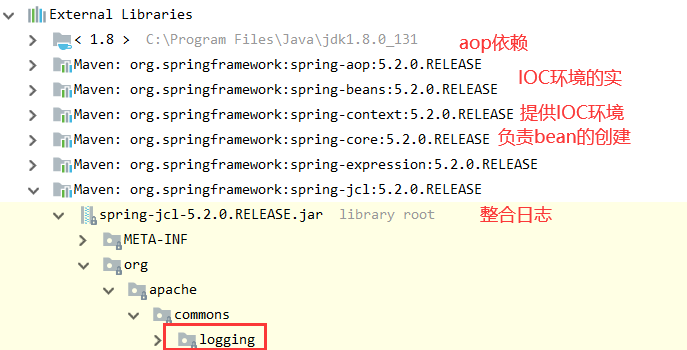 External Libraries
< 1.8 > C:\Program Files\Java\jdk1.8.0_131
aop依赖
Maven: org.springframework:spring-aop:5.2.0.RELEASE
IOC环境的实
Maven: org.springframework:spring-beans:5.2.0.RELEASE
Maven: org.springframework:spring-context:5.2.0.RELEASE 提供IOC环境
Maven: org.springframework:spring-core:5.2.0.RELEASE 负责bean的创建
Maven: org.springframework:spring-expression:5.2.0.RELEASE
Maven: org.springframework:spring-jcl:5.2.0.RELEASE
spring-jcl-5.2.0.RELEASE.jar library root 整合日志
META-INF
org
apache
commons
logging